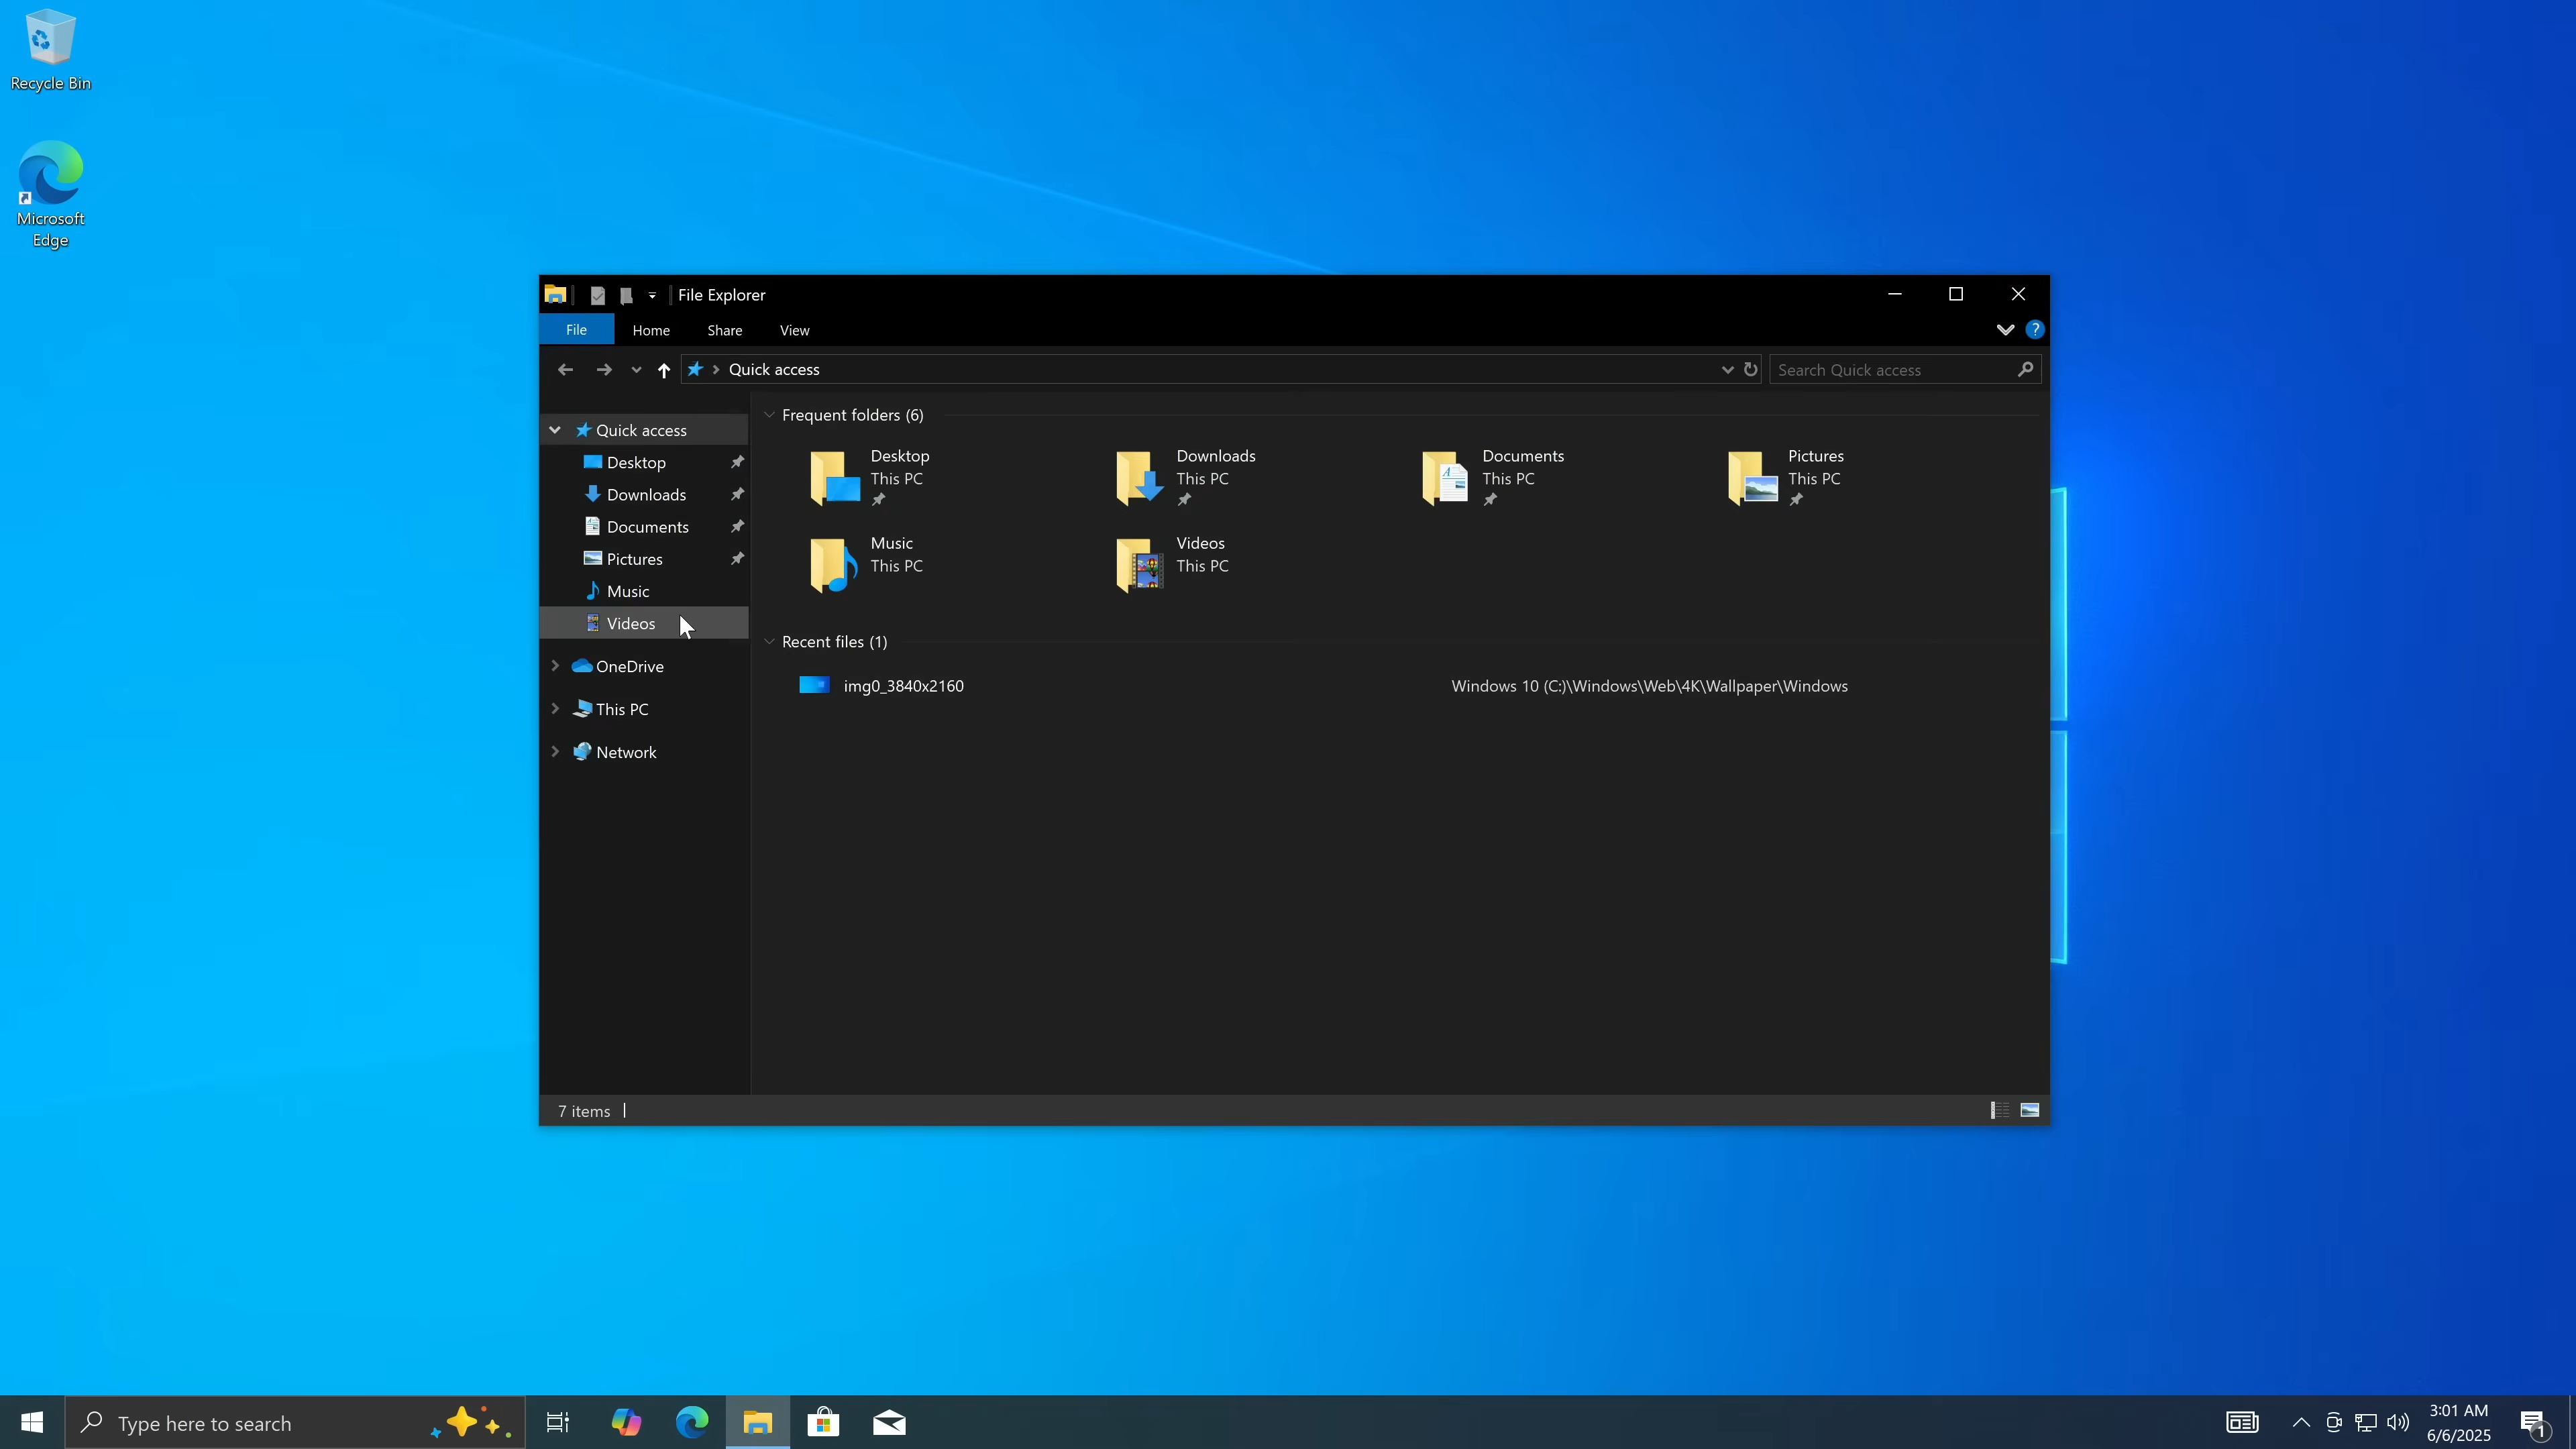 Recycle Bin
Microsoft
Edge
File Explorer
File
Home
Share
View
?
Quick access
Search Quick access
Quick access
Desktop
Downloads
Documents
Pictures
Music
Videos
OneDrive
This PC
Network
Frequent folders (6)
Desktop
This PC
Downloads
This PC
Documents
This PC
Pictures
This PC
Music
This PC
Videos
This PC
Recent files (1)
img0_3840x2160
Windows 10 (C:)\Windows\Web\4K\Wallpaper\Windows
7 items
Type here to search
3:01 AM
6/6/2025
1